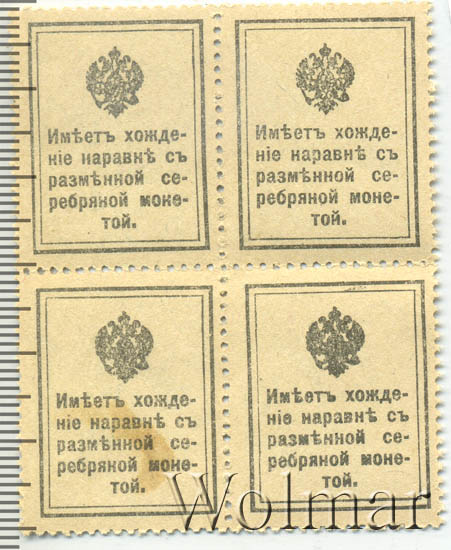 Имѣетъ хожде-
ніе наравнѣ съ
размѣнной се-
ребряной моне-
той.
Имѣетъ хожде-
ніе наравнѣ съ
размѣнной се-
ребряной моне-
той.
Имѣетъ хожде-
ніе наравнѣ съ
размѣнной се-
ребряной моне-
той.
Имѣетъ хожде-
ніе наравнѣ съ
размѣнной се-
ребряной моне-
той.
Wolmar